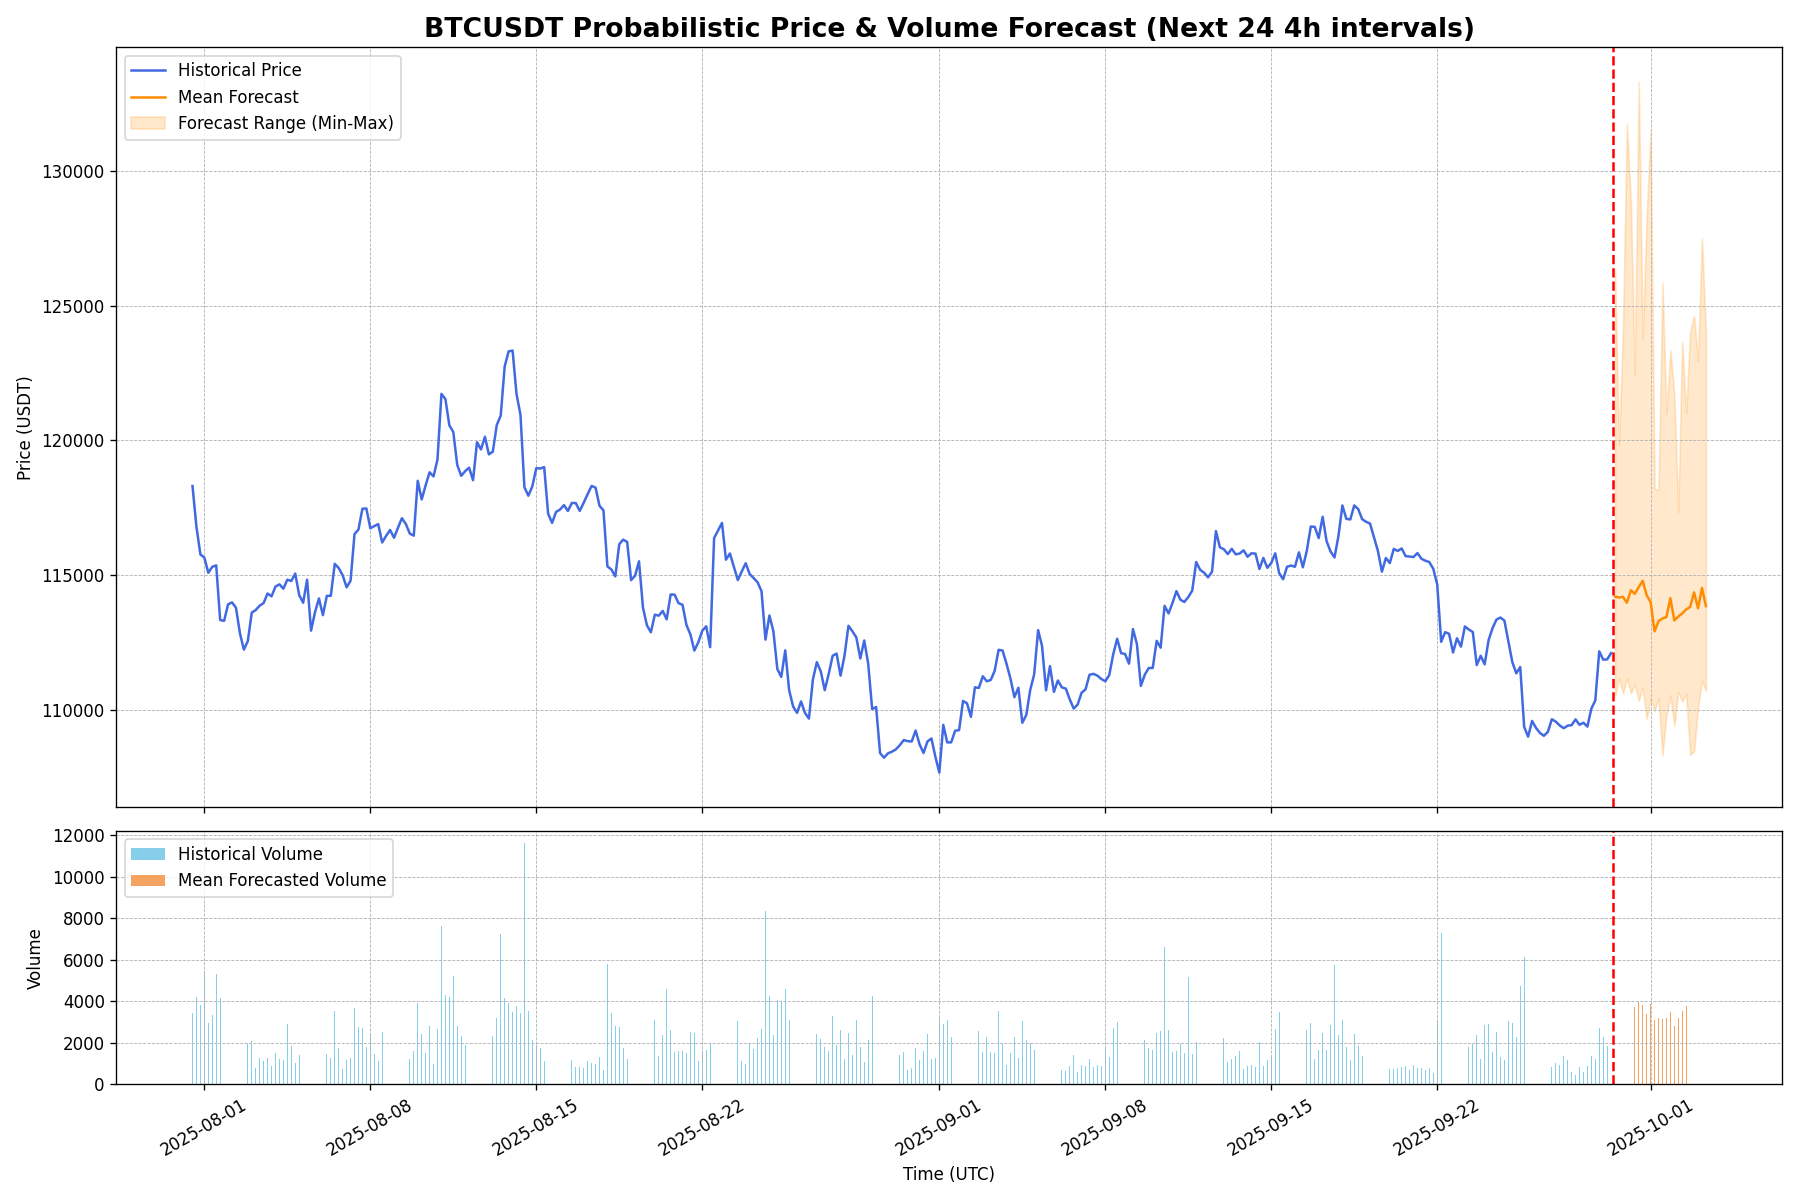 BTCUSDT Probabilistic Price & Volume Forecast (Next 24 4h intervals)
Historical Price
Mean Forecast
Forecast Range (Min-Max)
Price (USDT)
130000
125000
120000
115000
110000
Historical Volume
Mean Forecasted Volume
Volume
12000
10000
8000
6000
4000
2000
0
2025-08-01
2025-08-08
2025-08-15
2025-08-22
2025-09-01
2025-09-08
2025-09-15
2025-09-22
2025-10-01
Time (UTC)